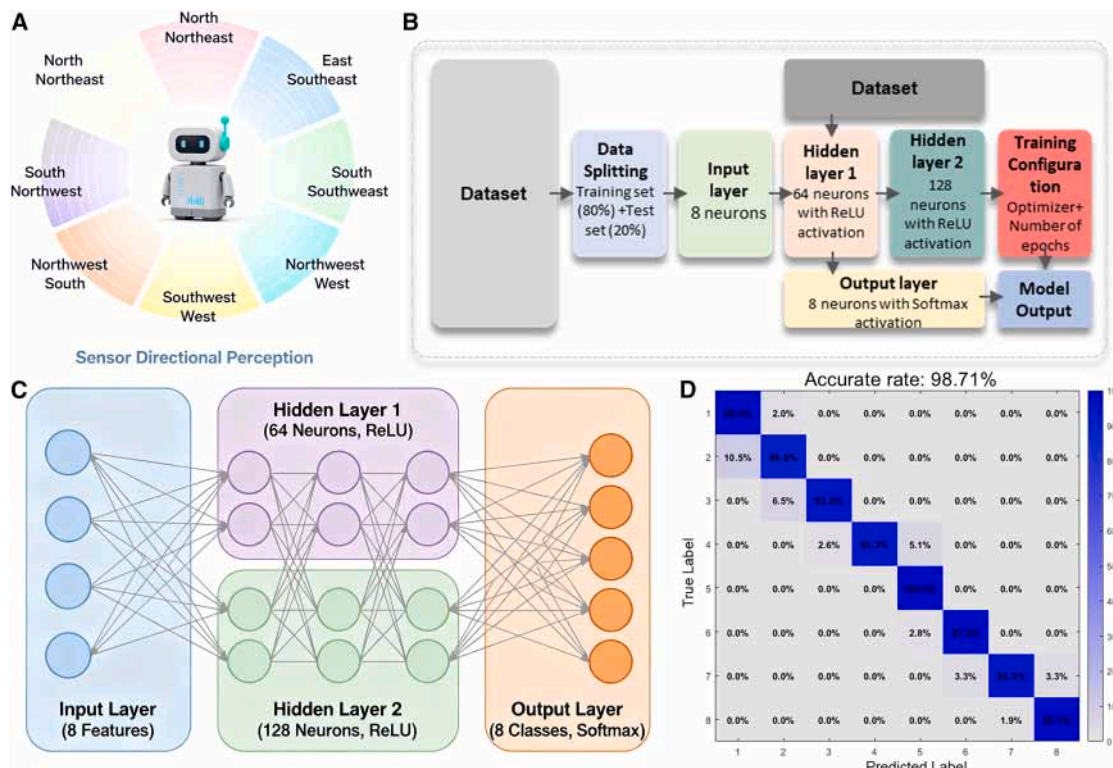 A
North
Northeast
East
Southeast
South
Southeast
Northweest
West
Southwest
West
Northwest
South
South
Northwest
North
Northeast
Sensor Directional Perception
B
Dataset
Data
Splitting
Training set
(80%) +Test
set (20%)
Input
layer
8 neurons
Dataset
Hidden
layer 1
64 neurons
with ReLU
activation
Hidden
layer 2
128
neurons
with ReLU
activation
Training
Configura
tion
Optimizer+
Number of
epochs
Output layer
8 neurons with Softmax
activation
Model
Output
C
Input Layer
(8 Features)
Hidden Layer 1
(64 Neurons, ReLU)
Hidden Layer 2
(128 Neurons, ReLU)
Output Layer
(8 Classes, Softmax)
D
Accurate rate: 98.71%
True Label
1 2.0% 0.0% 0.0% 0.0% 0.0% 0.0% 0.0%
2 10.5% 0.0% 0.0% 0.0% 0.0% 0.0% 0.0%
3 0.0% 6.5% 0.0% 0.0% 0.0% 0.0% 0.0%
4 0.0% 0.0% 2.6% 5.1% 0.0% 0.0% 0.0%
5 0.0% 0.0% 0.0% 0.0% 0.0% 0.0% 0.0%
6 0.0% 0.0% 0.0% 0.0% 2.8% 0.0% 0.0%
7 0.0% 0.0% 0.0% 0.0% 0.0% 3.3% 3.3%
8 0.0% 0.0% 0.0% 0.0% 0.0% 0.0% 1.9%
1 2 3 4 5 6 7 8
Predicted Label